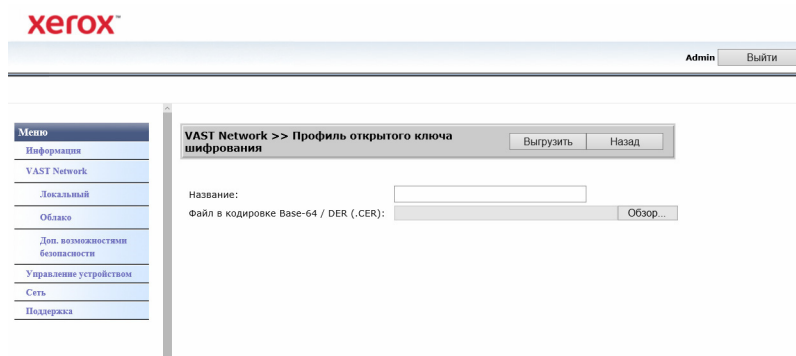 xerox™
Admin
Выйти
Меню
Информация
VAST Network
Локальный
Облако
Доп. возможностями
безопасности
Управление устройством
Сеть
Поддержка
VAST Network >> Профиль открытого ключа
шифрования
Выгрузить
Назад
Название:
Файл в кодировке Base-64 / DER (.CER):
Обзор...